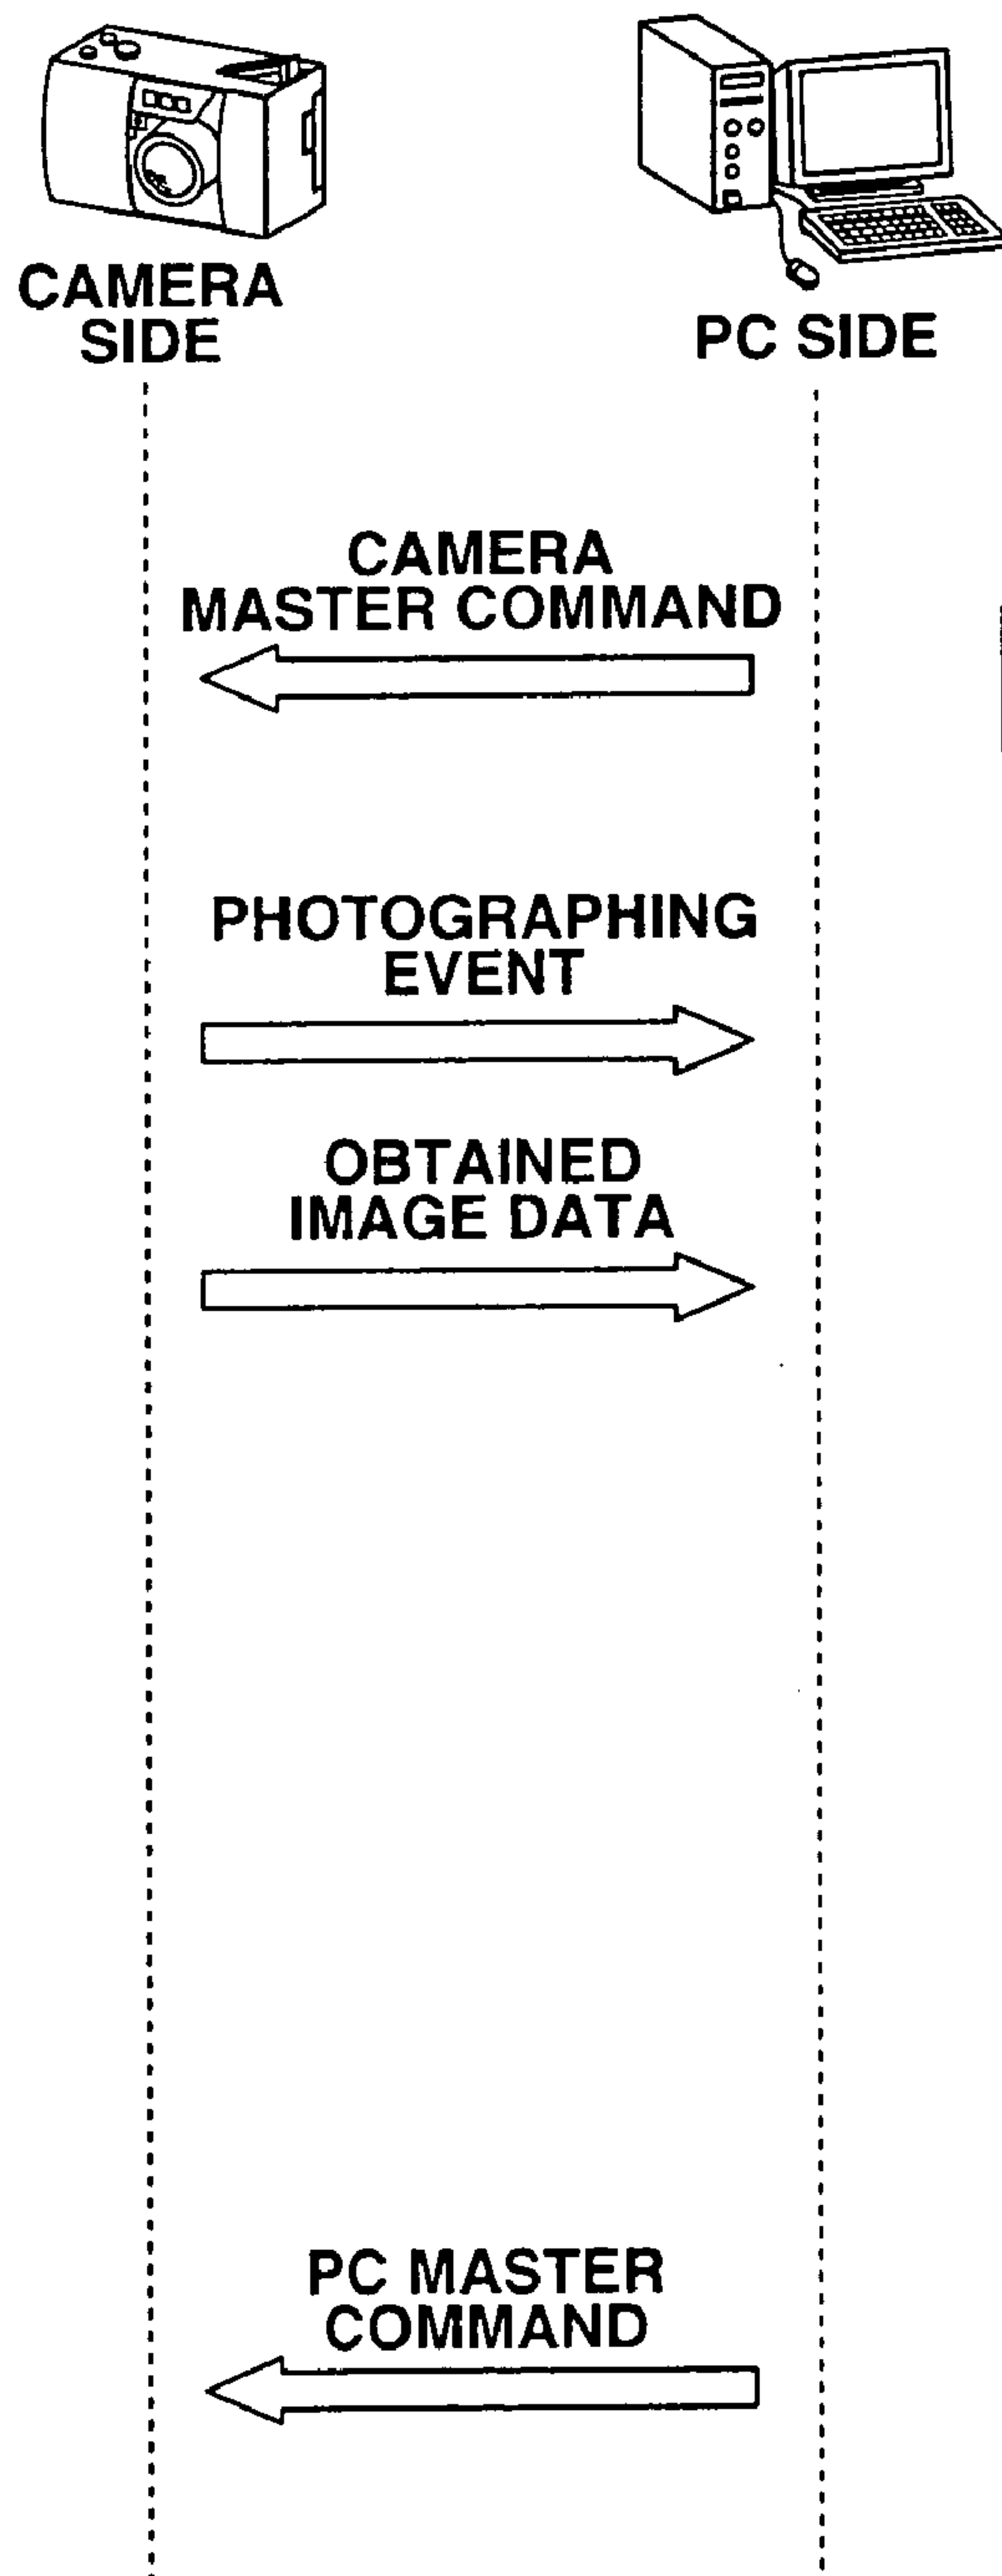 CAMERA
SIDE
PC SIDE
CAMERA
MASTER COMMAND
PHOTOGRAPHING
EVENT
OBTAINED
IMAGE DATA
PC MASTER
COMMAND